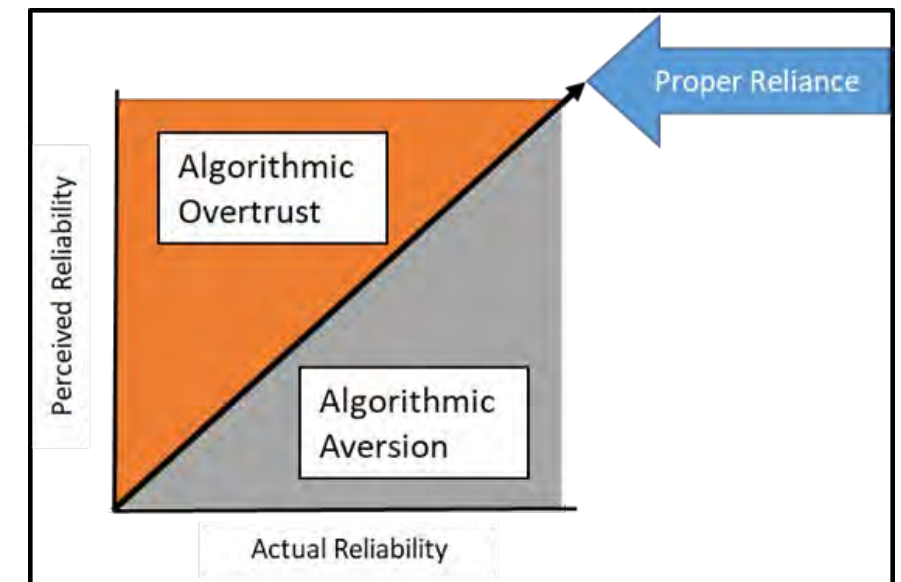 Proper Reliance
Algorithmic
Overtrust
Perceived Reliability
Algorithmic
Aversion
Actual Reliability